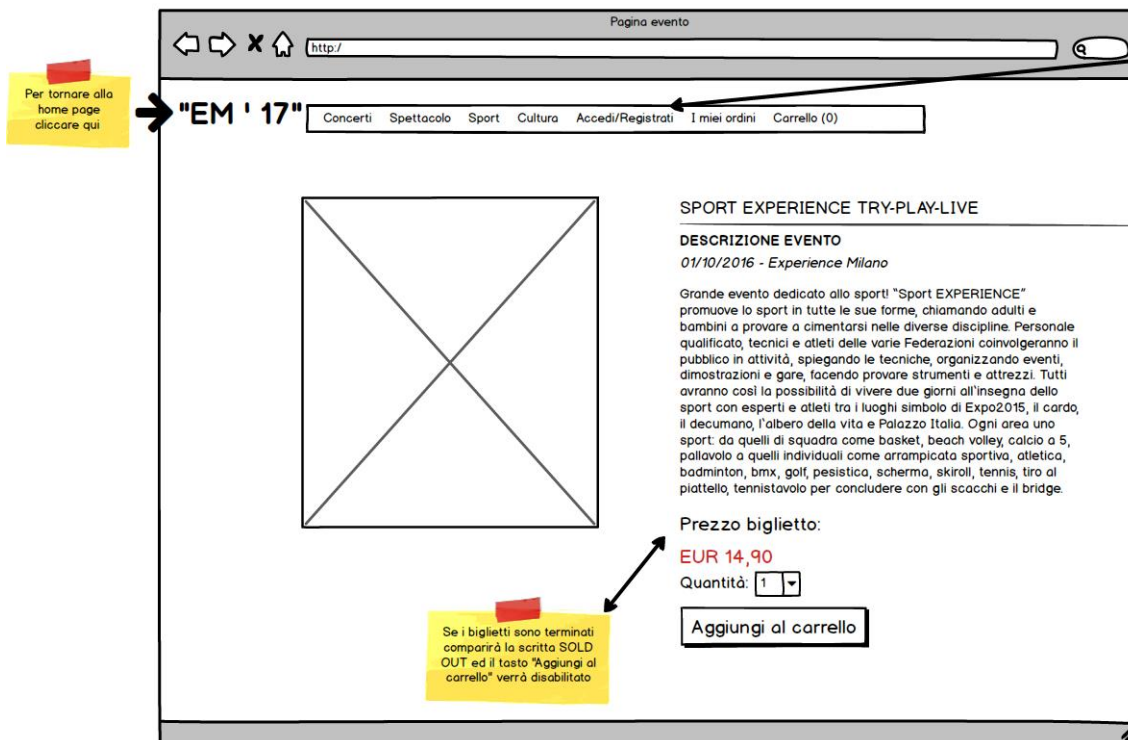 Pagina evento
http:/
Per tornare alla
home page
cliccare qui
"EM ' 17"
Concerti Spettacolo Sport Cultura Accedi/Registrati I miei ordini Carrello (0)
SPORT EXPERIENCE TRY-PLAY-LIVE
DESCRIZIONE EVENTO
01/10/2016 - Experience Milano
Grande evento dedicato allo sport! "Sport EXPERIENCE"
promuove lo sport in tutte le sue forme, chiamando adulti e
bambini a provare a cimentarsi nelle diverse discipline. Personale
qualificato, tecnici e atleti delle varie Federazioni coinvolgeranno il
pubblico in attività, spiegando le tecniche, organizzando eventi,
dimostrazioni e gare, facendo provare strumenti e attrezzi. Tutti
avranno così la possibilità di vivere due giorni all'insegna dello
sport con esperti e atleti tra i luoghi simbolo di Expo2015, il cardo,
il decumano, l'albero della vita e Palazzo Italia. Ogni area uno
sport: da quelli di squadra come basket, beach volley, calcio a 5,
pallavolo a quelli individuali come arrampicata sportiva, atletica,
badminton, bmx, golf, pesistica, scherma, skiroll, tennis, tiro al
piattello, tennistavolo per concludere con gli scacchi e il bridge.
Prezzo biglietto:
EUR 14,90
Quantità: 1
Aggiungi al carrello
Se i biglietti sono terminati
comparirà la scritta SOLD
OUT ed il tasto "Aggiungi al
carrello" verrà disabilitato